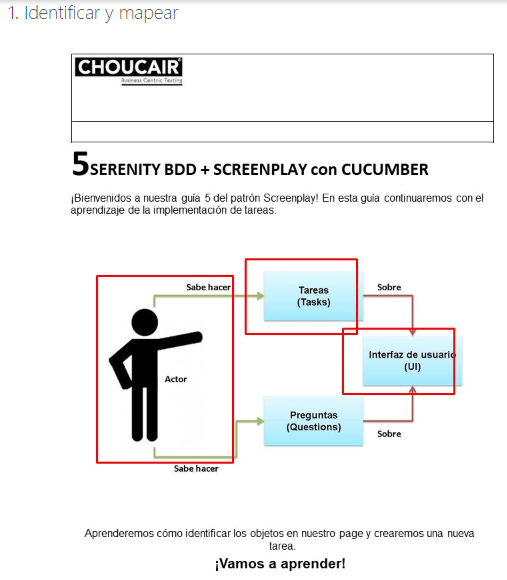 1. Identificar y mapear
CHOUCAIR
Business Centric Testing
5SERENITY BDD + SCREENPLAY con CUCUMBER
¡Bienvenidos a nuestra guía 5 del patrón Screenplay! En esta guía continuaremos con el
aprendizaje de la implementación de tareas.
Sabe hacer
Tareas
(Tasks)
Sobre
Interfaz de usuario
(UI)
Actor
Preguntas
(Questions)
Sobre
Sabe hacer
Aprenderemos cómo identificar los objetos en nuestro page y crearemos una nueva
tarea.
¡Vamos a aprender!